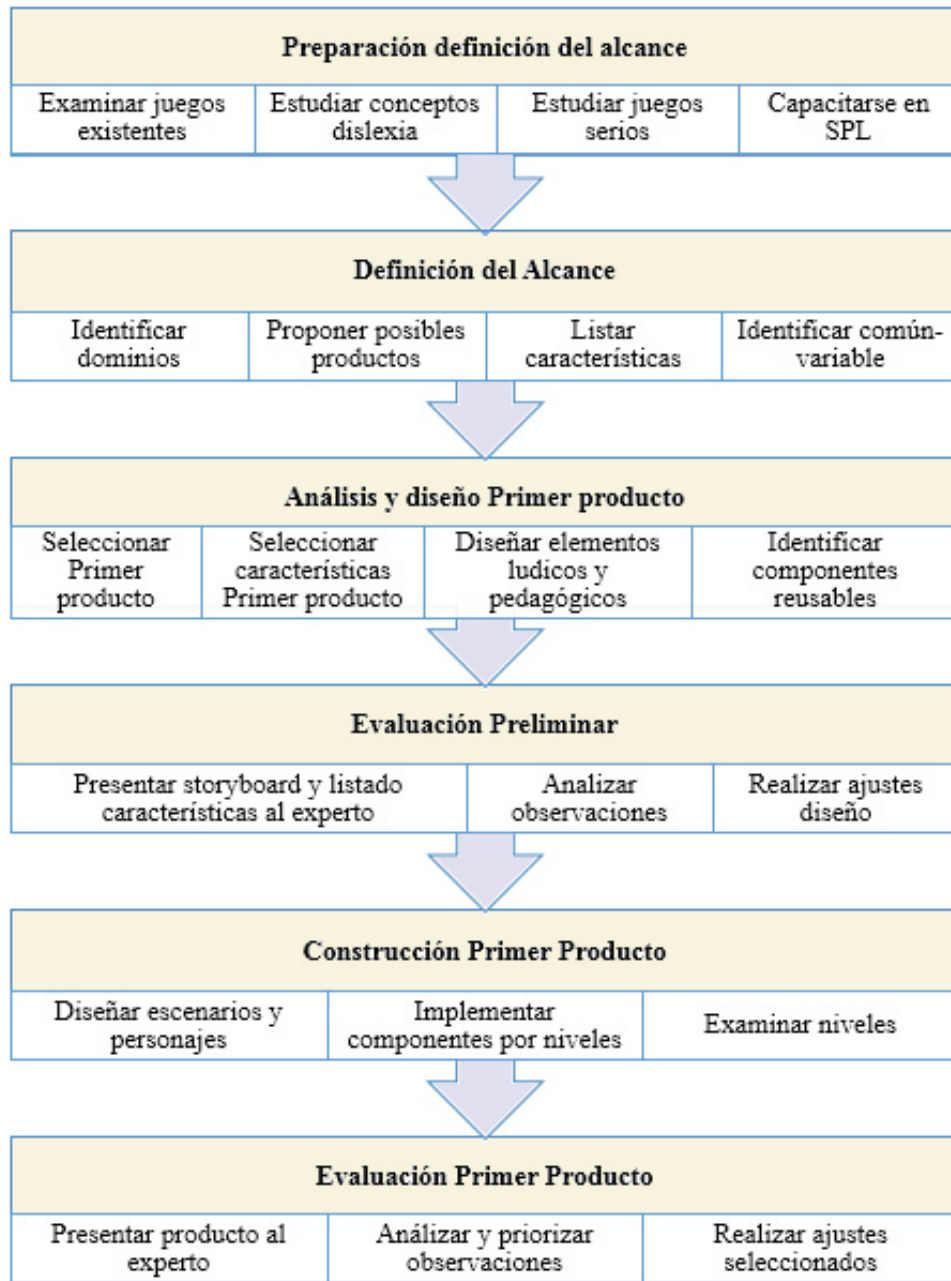 Preparación definición del alcance
Examinar juegos
existentes
Estudiar conceptos
dislexia
Estudiar juegos
serios
Capacitarse en
SPL
Definición del Alcance
Identificar
dominios
Proponer posibles
productos
Listar
características
Identificar común-
variable
Análisis y diseño Primer producto
Seleccionar
Primer
producto
Seleccionar
características
Primer producto
Diseñar elementos
ludicos y
pedagógicos
Identificar
componentes
reusables
Evaluación Preliminar
Presentar storyboard y listado
características al experto
Analizar
observaciones
Realizar ajustes
diseño
Construcción Primer Producto
Diseñar escenarios y
personajes
Implementar
componentes por niveles
Examinar niveles
Evaluación Primer Producto
Presentar producto al
experto
Análizar y priorizar
observaciones
Realizar ajustes
seleccionados